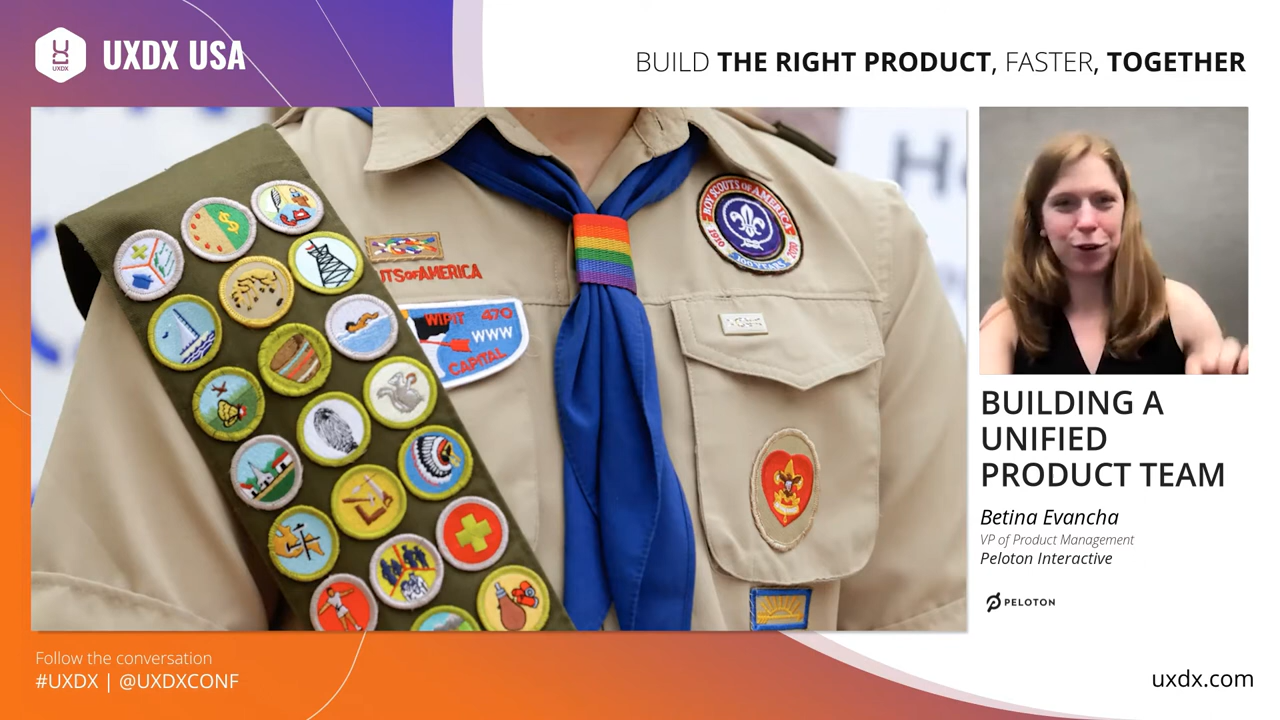 UXDX
UXDX USA
BUILD THE RIGHT PRODUCT, FASTER, TOGETHER
BOY SCOUTS OF AMERICA
1910 2010
100 YEARS
UTS OF AMERICA
WIPIT 470
WWW
CAPITAL
BUILDING A
UNIFIED
PRODUCT TEAM
Betina Evancha
VP of Product Management
Peloton Interactive
PELOTON
Follow the conversation
#UXDX | @UXDXCONF
uxdx.com